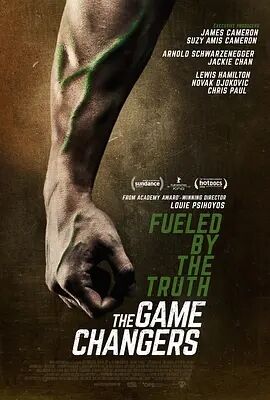 EXECUTIVE PRODUCERS
JAMES CAMERON
SUZY AMIS CAMERON
ARNOLD SCHWARZENEGGER
JACKIE CHAN
LEWIS HAMILTON
NOVAK DJOKOVIC
CHRIS PAUL
sundance
HOTDOCS
FROM ACADEMY AWARD®-WINNING DIRECTOR
LOUIE PSIHOYOS
FUELED
BY
THE
TRUTH
THE GAME
CHANGERS